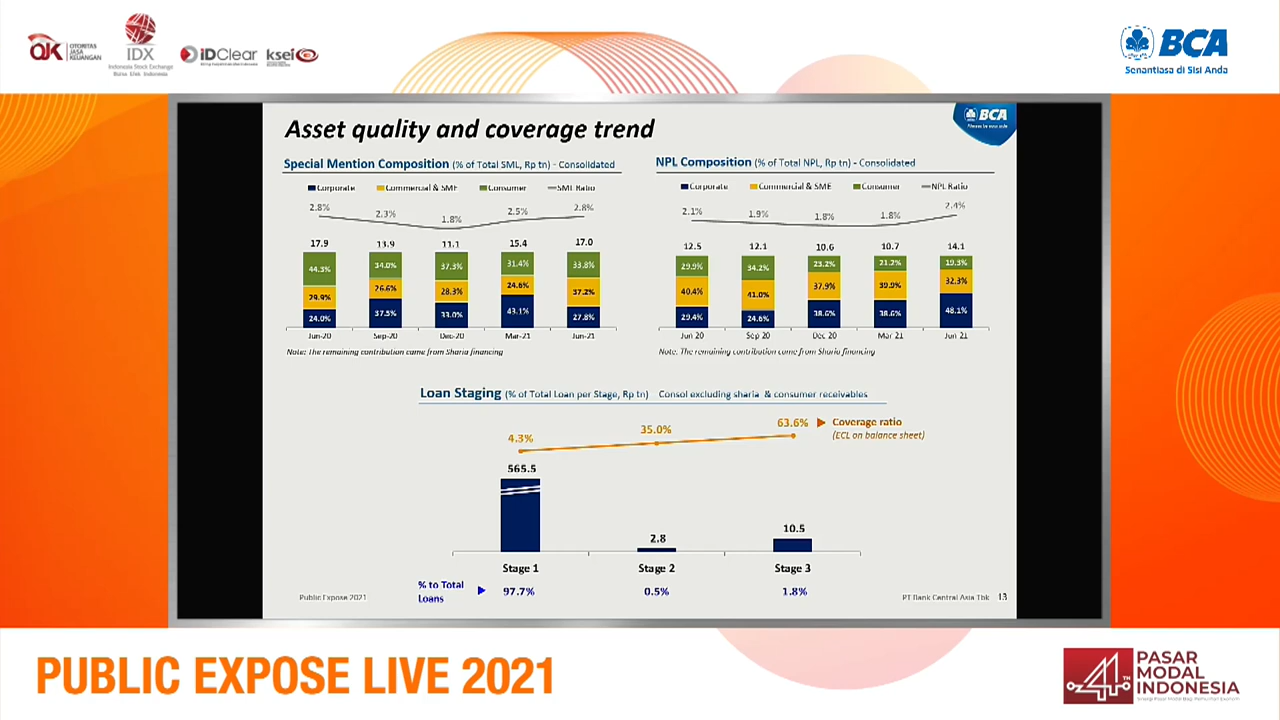 OJK OTORITAS JASA KEUANGAN
IDX
Indonesia Stock Exchange
Bursa Efek Indonesia
iDClear
ksei
BCA
Senantiasa di Sisi Anda
Asset quality and coverage trend
BCA
Special Mention Composition (% of Total SML, Rp tn) - Consolidated
Corporate Commercial & SME Consumer SML Ratio
2.8% 2.3% 1.8% 2.5% 2.8%
17.9 13.9 11.1 15.4 17.0
44.3% 34.0% 37.3% 31.4% 33.8%
29.9% 26.6% 28.3% 24.6% 37.2%
24.0% 37.5% 33.0% 43.1% 27.8%
Jun-20 Sep-20 Dec-20 Mar-21 Jun-21
Note: The remaining contribution came from Sharia financing
NPL Composition (% of Total NPL, Rp tn) - Consolidated
Corporate Commercial & SME Consumer NPL Ratio
2.1% 1.9% 1.8% 1.8% 2.4%
12.5 12.1 10.6 10.7 14.1
29.9% 34.2% 23.2% 21.2% 19.3%
40.4% 41.0% 37.9% 39.9% 32.3%
29.4% 24.6% 38.6% 38.6% 48.1%
Jun 20 Sep 20 Dec 20 Mar 21 Jun 21
Note. The remaining contribution came from Sharia financing
Loan Staging (% of Total Loan per Stage, Rp tn) Consol excluding sharia & consumer receivables
4.3% 35.0% 63.6% Coverage ratio
(ECL on balance sheet)
565.5 2.8 10.5
Stage 1 Stage 2 Stage 3
% to Total Loans 97.7% 0.5% 1.8%
Public Expose 2021
PT Bank Central Asia Tbk 13
PUBLIC EXPOSE LIVE 2021
44TH
PASAR
MODAL
INDONESIA